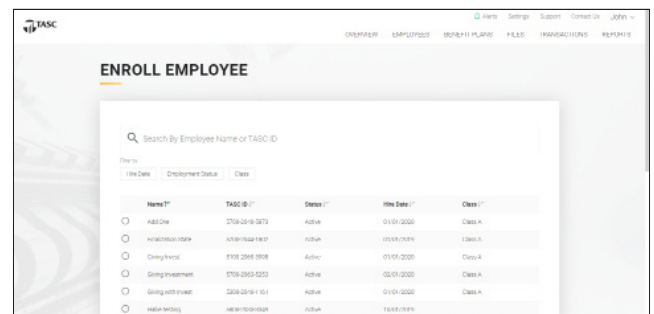 TASC
Alerts Settings Support Contact Us John
OVERVIEW EMPLOYEES BENEFIT PLANS FILES TRANSACTIONS REPORTS
ENROLL EMPLOYEE
Search By Employee Name or TASC ID
Filter by
Hire Date Employment Status Class
Name TASC ID Status Hire Date Class
Add One Active 01/01/2020 Class A
Active Class A
Giving Invest Active 01/01/2020 Class A
Giving Investment Active 02/01/2020 Class A
Giving with Invest Active 01/01/2020 Class A
Active